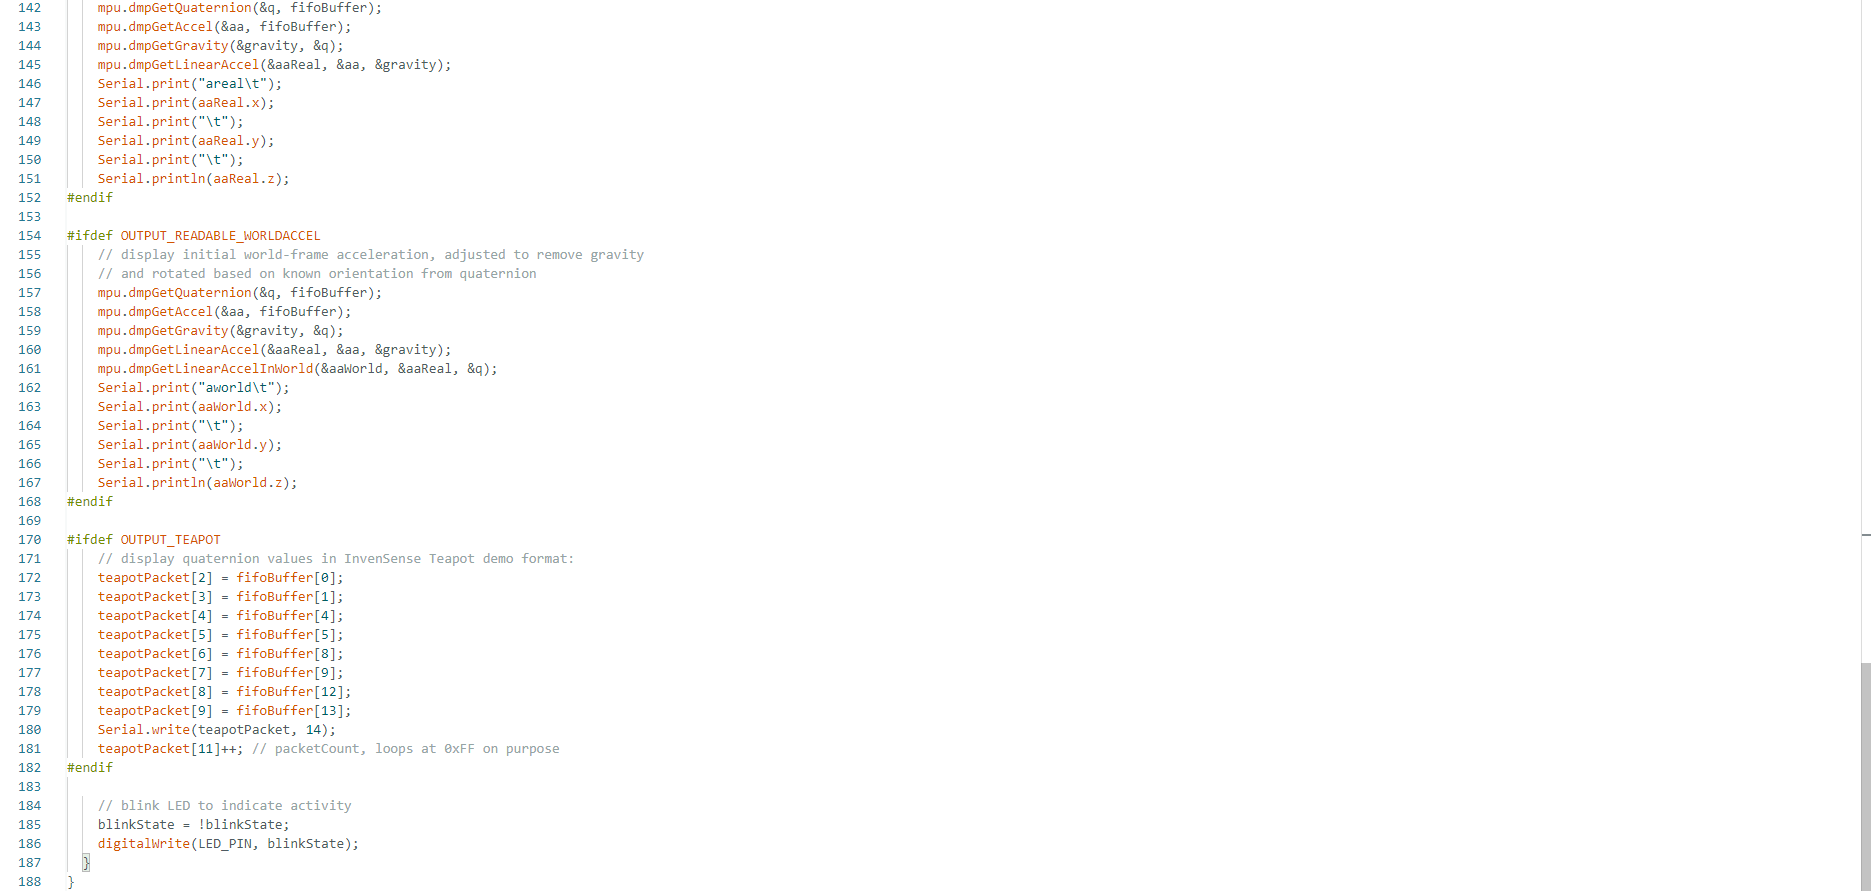 142 mpu.dmpGetQuaternion(&q, fifoBuffer);
143 mpu.dmpGetAccel(&aa, fifoBuffer);
144 mpu.dmpGetGravity(&gravity, &q);
145 mpu.dmpGetLinearAccel(&aaReal, &aa, &gravity);
146 Serial.print("areal\t");
147 Serial.print(aaReal.x);
148 Serial.print("\t");
149 Serial.print(aaReal.y);
150 Serial.print("\t");
151 Serial.println(aaReal.z);
152 #endif
153
154 #ifdef OUTPUT_READABLE_WORLDACCEL
155 // display initial world-frame acceleration, adjusted to remove gravity
156 // and rotated based on known orientation from quaternion
157 mpu.dmpGetQuaternion(&q, fifoBuffer);
158 mpu.dmpGetAccel(&aa, fifoBuffer);
159 mpu.dmpGetGravity(&gravity, &q);
160 mpu.dmpGetLinearAccel(&aaReal, &aa, &gravity);
161 mpu.dmpGetLinearAccelInWorld(&aaWorld, &aaReal, &q);
162 Serial.print("aworld\t");
163 Serial.print(aaWorld.x);
164 Serial.print("\t");
165 Serial.print(aaWorld.y);
166 Serial.print("\t");
167 Serial.println(aaWorld.z);
168 #endif
169
170 #ifdef OUTPUT_TEAPOT
171 // display quaternion values in InvenSense Teapot demo format:
172 teapotPacket[2] = fifoBuffer[0];
173 teapotPacket[3] = fifoBuffer[1];
174 teapotPacket[4] = fifoBuffer[4];
175 teapotPacket[5] = fifoBuffer[5];
176 teapotPacket[6] = fifoBuffer[8];
177 teapotPacket[7] = fifoBuffer[9];
178 teapotPacket[8] = fifoBuffer[12];
179 teapotPacket[9] = fifoBuffer[13];
180 Serial.write(teapotPacket, 14);
181 teapotPacket[11]++; // packetCount, loops at 0xFF on purpose
182 #endif
183
184 // blink LED to indicate activity
185 blinkState = !blinkState;
186 digitalWrite(LED_PIN, blinkState);
187 }
188 }